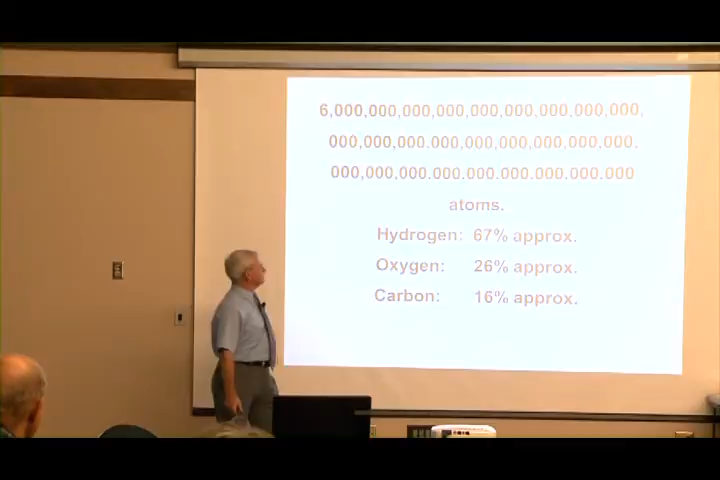 6,000,000,000,000,000,000,000,000,000,
000,000,000.000,000,000,000,000.000.
000,000.000.000.000.000.000.000.000
atoms.
Hydrogen: 67% approx.
Oxygen: 26% approx.
Carbon: 16% approx.